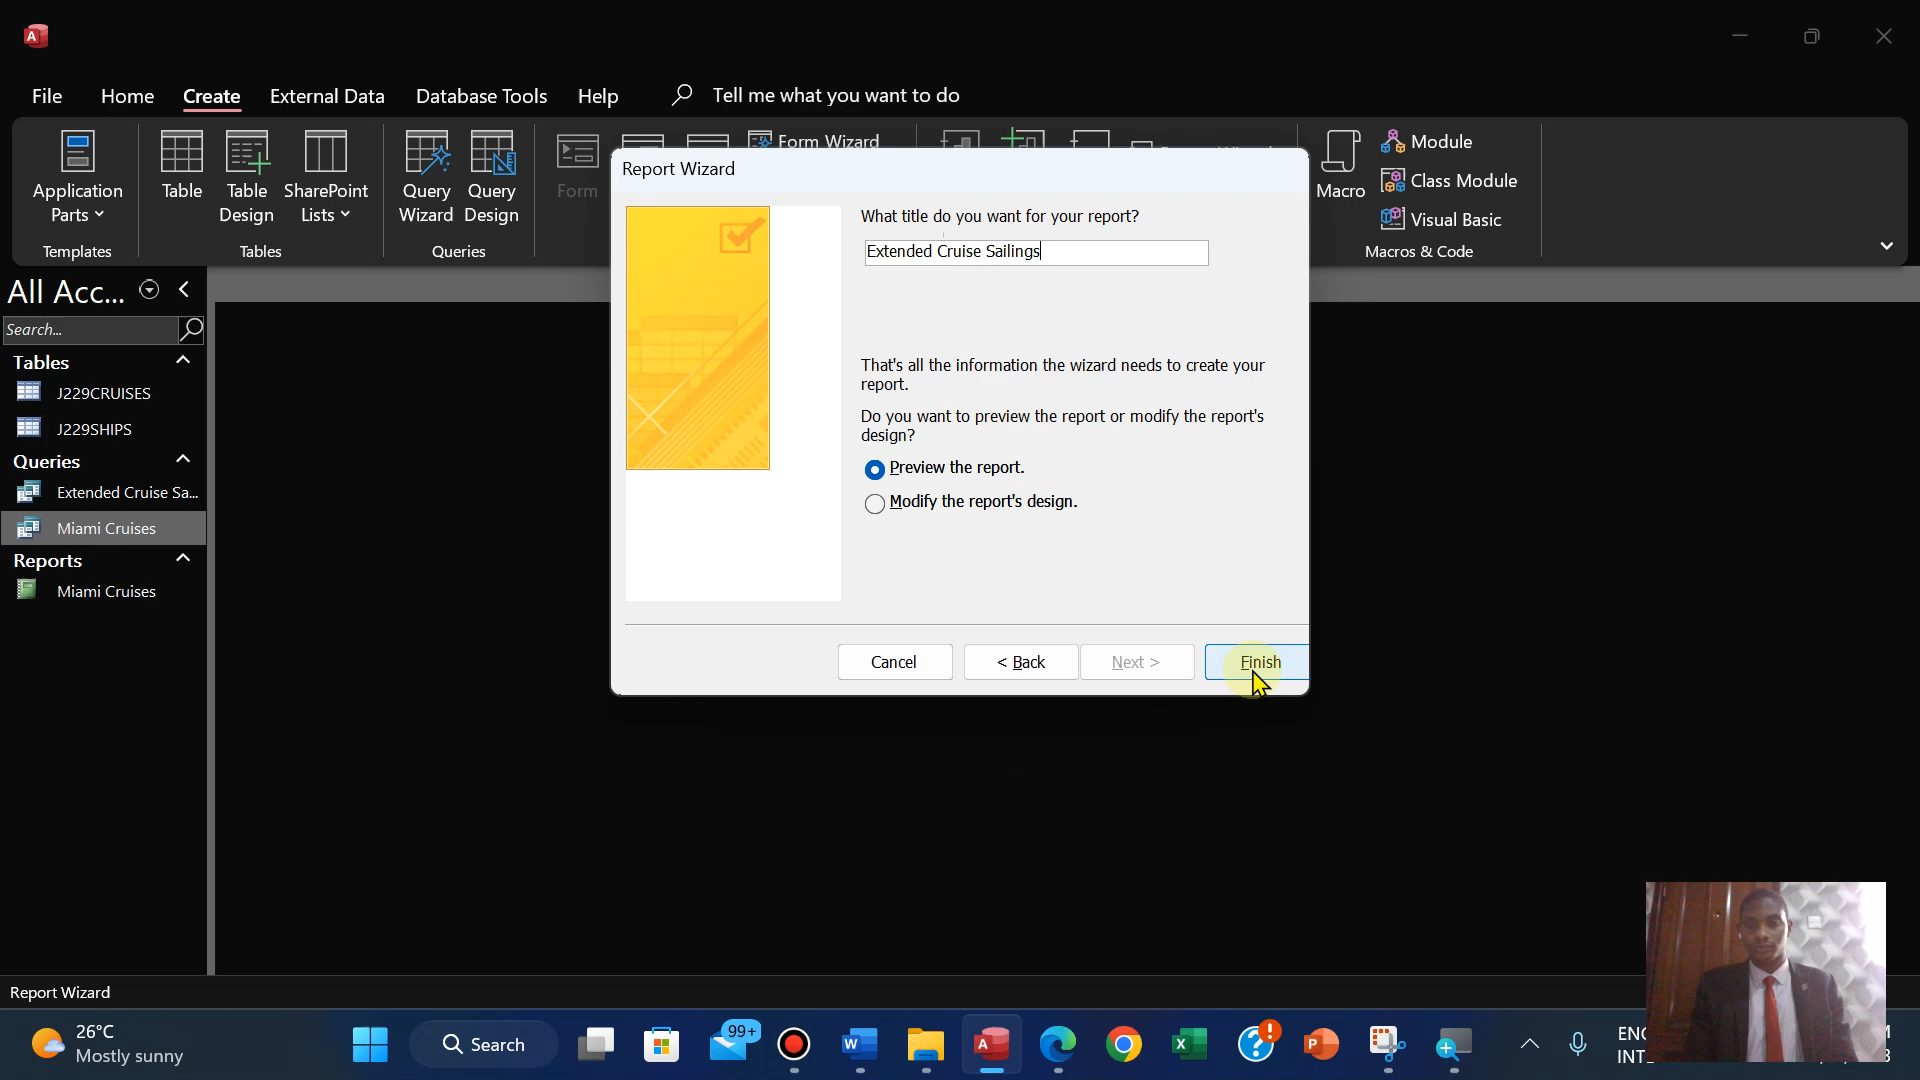 File Home Create External Data Database Tools Help Tell me what you want to do
Form Wizard
Module
Application
Parts
Table
Table
Design
SharePoint
Lists
Query
Wizard
Query
Design
Form
Macro
Class Module
Visual Basic
Templates Tables Queries Macros & Code
Report Wizard
What title do you want for your report?
Extended Cruise Sailings
That's all the information the wizard needs to create your
report.
Do you want to preview the report or modify the report's
design?
Preview the report.
Modify the report's design.
Cancel < Back Next > Finish
All Acc...
Search...
Tables
J229CRUISES
J229SHIPS
Queries
Extended Cruise Sa...
Miami Cruises
Reports
Miami Cruises
Report Wizard
26°C
Mostly sunny
Search
99+